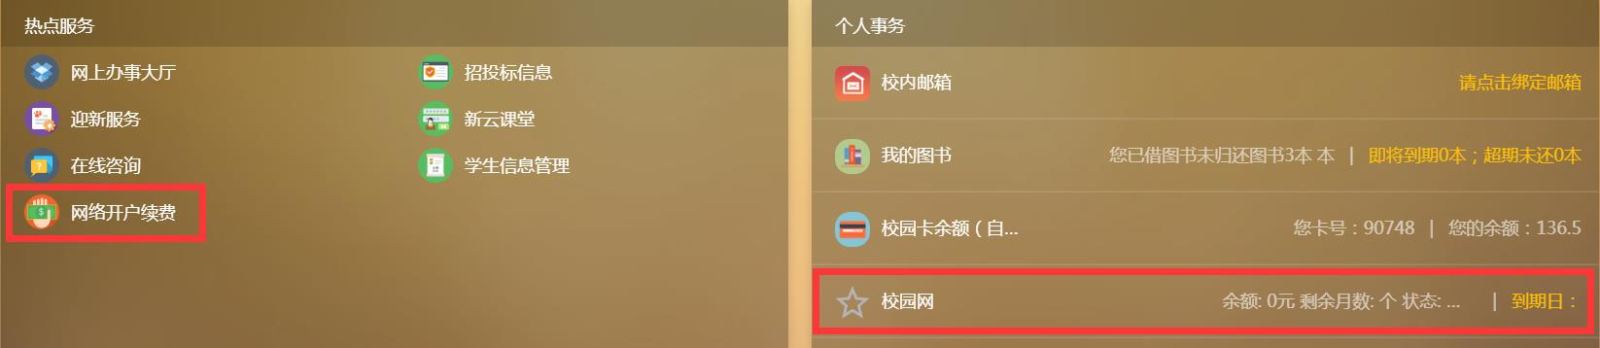 热点服务
网上办事大厅
招投标信息
迎新服务
新云课堂
在线咨询
学生信息管理
网络开户续费
个人事务
校内邮箱 请点击绑定邮箱
我的图书 您已借图书未归还图书3本 本 | 即将到期0本；超期未还0本
校园卡余额（自... 您卡号：90748 | 您的余额：136.5
校园网 余额: 0元 剩余月数: 个 状态: ... | 到期日：